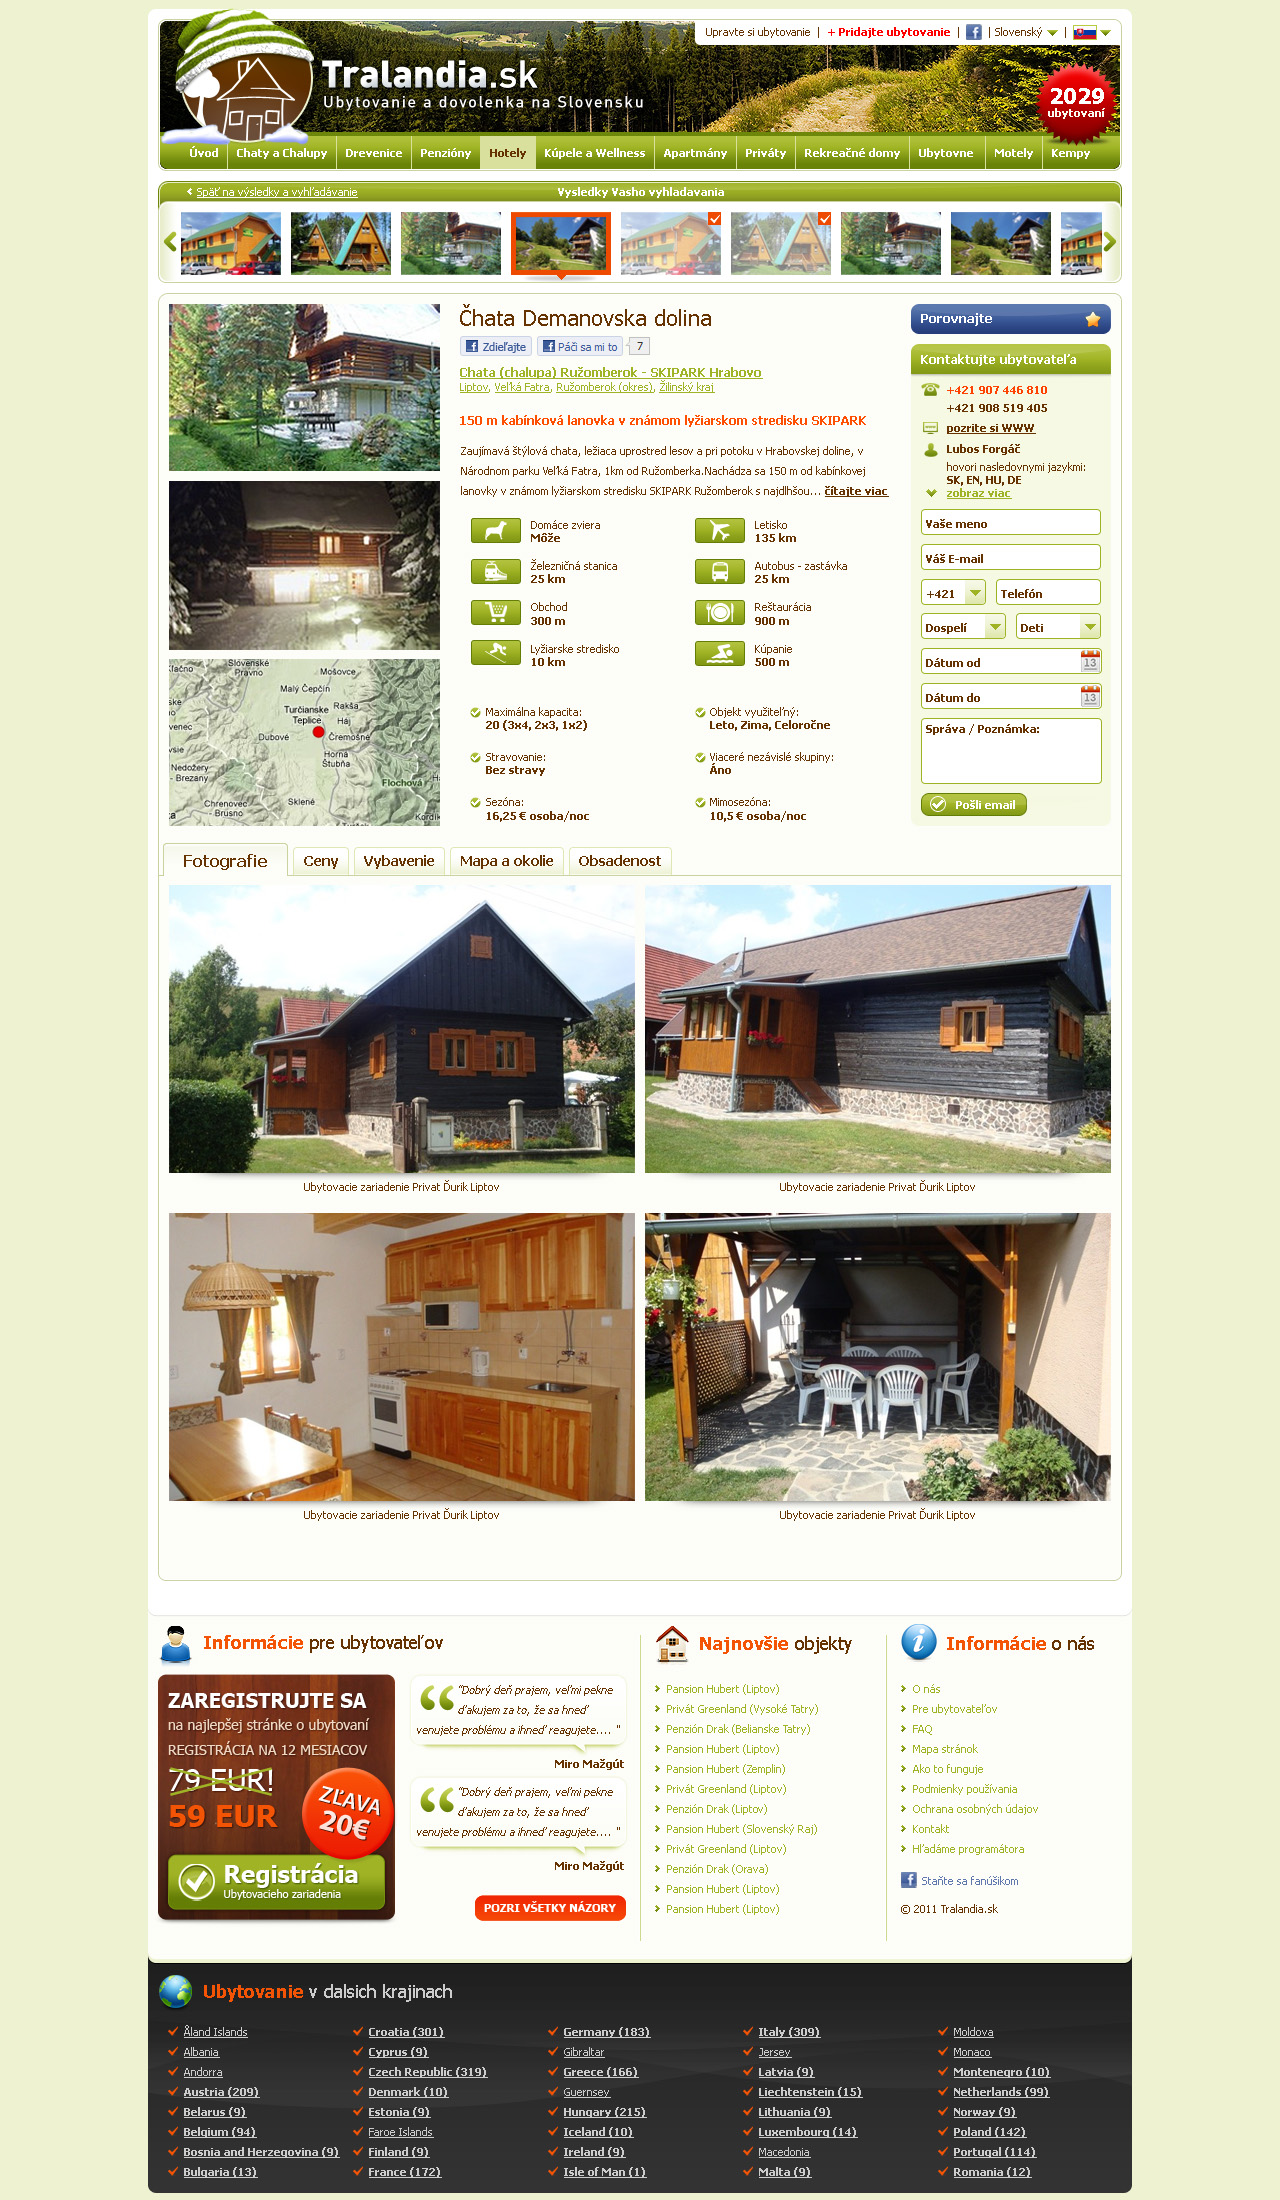 Upravte si ubytovanie | + Pridajte ubytovanie | | Slovenský |
Tralandia.sk
Ubytovanie a dovolenka na Slovensku
2029
ubytovaní
Úvod Chaty a Chalupy Drevenice Penzióny Hotely Kúpele a Wellness Apartmány Priváty Rekreačné domy Ubytovne Motely Kempy
Späť na výsledky a vyhľadávanie Vysledky Vasho vyhladavania
Čhata Demanovska dolina
Zdieľajte Páči sa mi to 7
Chata (chalupa) Ružomberok - SKIPARK Hrabovo
Liptov, Veľká Fatra, Ružomberok (okres), Žilinský kraj
150 m kabínková lanovka v známom lyžiarskom stredisku SKIPARK
Zaujímavá štýlová chata, ležiaca uprostred lesov a pri potoku v Hrabovskej doline, v
Národnom parku Veľká Fatra, 1km od Ružomberka.Nachádza sa 150 m od kabínkovej
lanovky v známom lyžiarskom stredisku SKIPARK Ružomberok s najdlhšou... čítajte viac
Domáce zviera
Môže
Letisko
135 km
Železničná stanica
25 km
Autobus - zastávka
25 km
Obchod
300 m
Reštaurácia
900 m
Lyžiarske stredisko
10 km
Kúpanie
500 m
Maximálna kapacita:
20 (3x4, 2x3, 1x2)
Objekt využiteľný:
Leto, Zima, Celoročne
Stravovanie:
Bez stravy
Viaceré nezávislé skupiny:
Áno
Sezóna:
16,25 € osoba/noc
Mimosezóna:
10,5 € osoba/noc
Slovenské
Pravno
Mošovce
Malý Čepčín
Turčianske
Teplice
Rakša
Háj
Dubové
Čremošné
Horná
Štubňa
Nedožery
- Brezany
Flochová
Chrenovec
Brusno
Sklené
Porovnajte
Kontaktujte ubytovateľa
+421 907 446 810
+421 908 519 405
pozrite si WWW
Lubos Forgáč
hovori nasledovnymi jazykmi:
SK, EN, HU, DE
zobraz viac
Vaše meno
Váš E-mail
+421 Telefón
Dospelí Deti
Dátum od 13
Dátum do 13
Správa / Poznámka:
Pošli email
Fotografie Ceny Vybavenie Mapa a okolie Obsadenost
Ubytovacie zariadenie Privat Ďurik Liptov
Ubytovacie zariadenie Privat Ďurik Liptov
Ubytovacie zariadenie Privat Ďurik Liptov
Ubytovacie zariadenie Privat Ďurik Liptov
Informácie pre ubytovateľov
ZAREGISTRUJTE SA
na najlepšej stránke o ubytovaní
REGISTRÁCIA NA 12 MESIACOV
79 EUR!
59 EUR
ZĽAVA
20€
Registrácia
Ubytovacieho zariadenia
"Dobrý deň prajem, veľmi pekne
ďakujem za to, že sa hneď
venujete problému a ihneď reagujete.... "
Miro Mažgút
"Dobrý deň prajem, veľmi pekne
ďakujem za to, že sa hneď
venujete problému a ihneď reagujete.... "
Miro Mažgút
POZRI VŠETKY NÁZORY
Najnovšie objekty
Pansion Hubert (Liptov)
Privát Greenland (Vysoké Tatry)
Penzión Drak (Belianske Tatry)
Pansion Hubert (Liptov)
Pansion Hubert (Zemplín)
Privát Greenland (Liptov)
Penzión Drak (Liptov)
Pansion Hubert (Slovenský Raj)
Privát Greenland (Liptov)
Penzión Drak (Orava)
Pansion Hubert (Liptov)
Pansion Hubert (Liptov)
Informácie o nás
O nás
Pre ubytovateľov
FAQ
Mapa stránok
Ako to funguje
Podmienky používania
Ochrana osobných údajov
Kontakt
Hľadáme programátora
Staňte sa fanúšikom
© 2011 Tralandia.sk
Ubytovanie v dalsich krajinach
Åland Islands
Albania
Andorra
Austria (209)
Belarus (9)
Belgium (94)
Bosnia and Herzegovina (9)
Bulgaria (13)
Croatia (301)
Cyprus (9)
Czech Republic (319)
Denmark (10)
Estonia (9)
Faroe Islands
Finland (9)
France (172)
Germany (183)
Gibraltar
Greece (166)
Guernsey
Hungary (215)
Iceland (10)
Ireland (9)
Isle of Man (1)
Italy (309)
Jersey
Latvia (9)
Liechtenstein (15)
Lithuania (9)
Luxembourg (14)
Macedonia
Malta (9)
Moldova
Monaco
Montenegro (10)
Netherlands (99)
Norway (9)
Poland (142)
Portugal (114)
Romania (12)